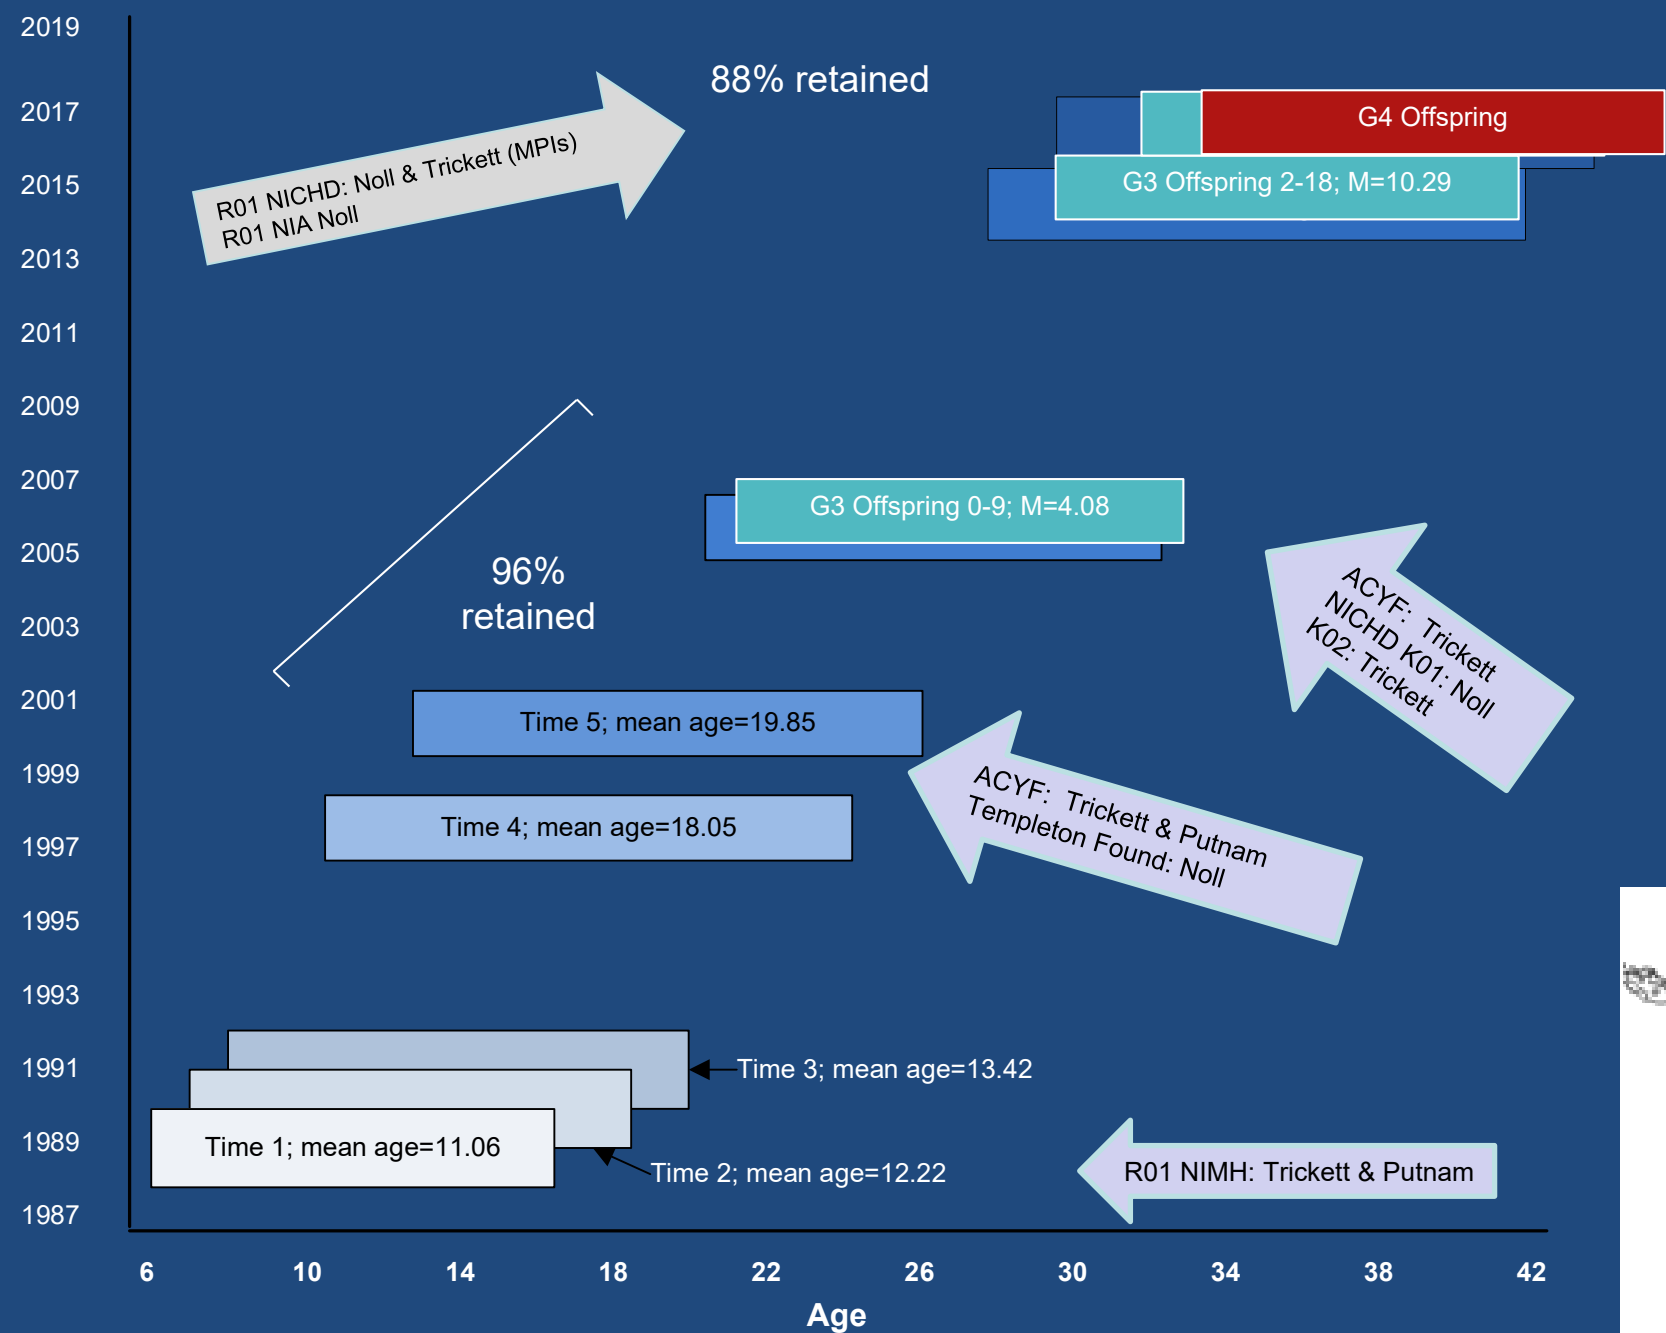 2019
2017
2015
2013
2011
2009
2007
2005
2003
2001
1999
1997
1995
1993
1991
1989
1987
88% retained
R01 NICHD: Noll & Trickett (MPIs)
R01 NIA Noll
G4 Offspring
G3 Offspring 2-18; M=10.29
G3 Offspring 0-9; M=4.08
96%
retained
ACYF:  Trickett
NICHD K01: Noll
K02: Trickett
Time 5; mean age=19.85
ACYF:  Trickett & Putnam
Templeton Found: Noll
Time 4; mean age=18.05
Time 3; mean age=13.42
Time 1; mean age=11.06
Time 2; mean age=12.22
R01 NIMH: Trickett & Putnam
6 10 14 18 22 26 30 34 38 42
Age